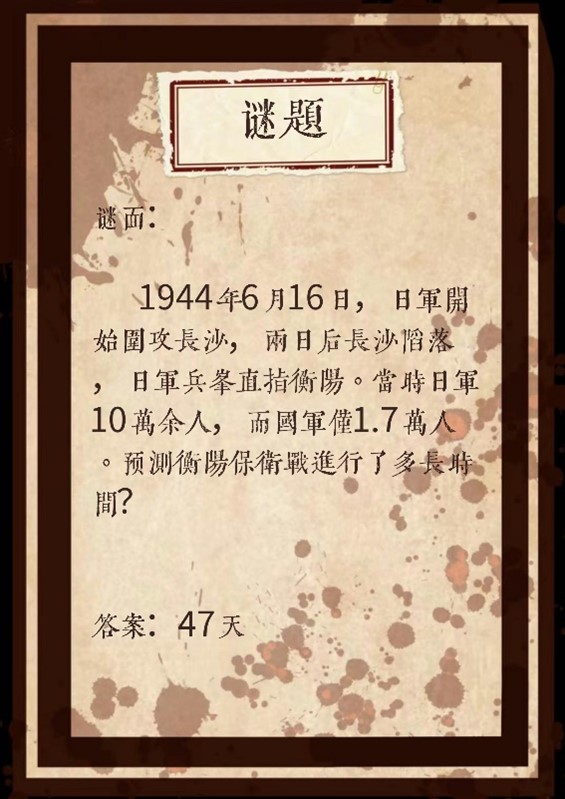 谜題
谜面：
1944年6月16日， 日軍開
始圍攻長沙， 兩日后長沙陷落
， 日軍兵峯直指衡陽。當時日軍
10萬余人， 而國軍僅1.7萬人
。预测衡陽保衛戰進行了多長時
間？
答案：47天